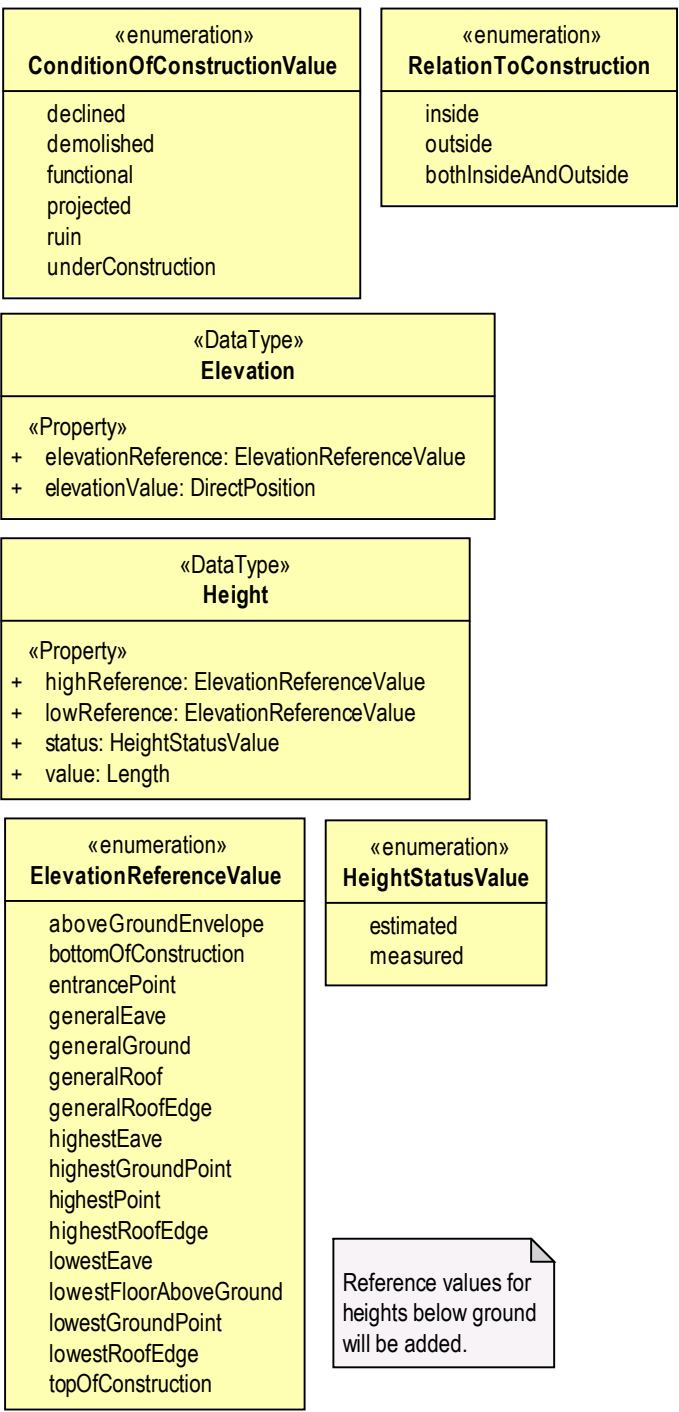 «enumeration»
ConditionOfConstructionValue
declined
demolished
functional
projected
ruin
underConstruction
«enumeration»
RelationToConstruction
inside
outside
bothInsideAndOutside
«DataType»
Elevation
«Property»
+ elevationReference: ElevationReferenceValue
+ elevationValue: DirectPosition
«DataType»
Height
«Property»
+ highReference: ElevationReferenceValue
+ lowReference: ElevationReferenceValue
+ status: HeightStatusValue
+ value: Length
«enumeration»
ElevationReferenceValue
aboveGroundEnvelope
bottomOfConstruction
entrancePoint
generalEave
generalGround
generalRoof
generalRoofEdge
highestEave
highestGroundPoint
highestPoint
highestRoofEdge
lowestEave
lowestFloorAboveGround
lowestGroundPoint
lowestRoofEdge
topOfConstruction
«enumeration»
HeightStatusValue
estimated
measured
Reference values for
heights below ground
will be added.